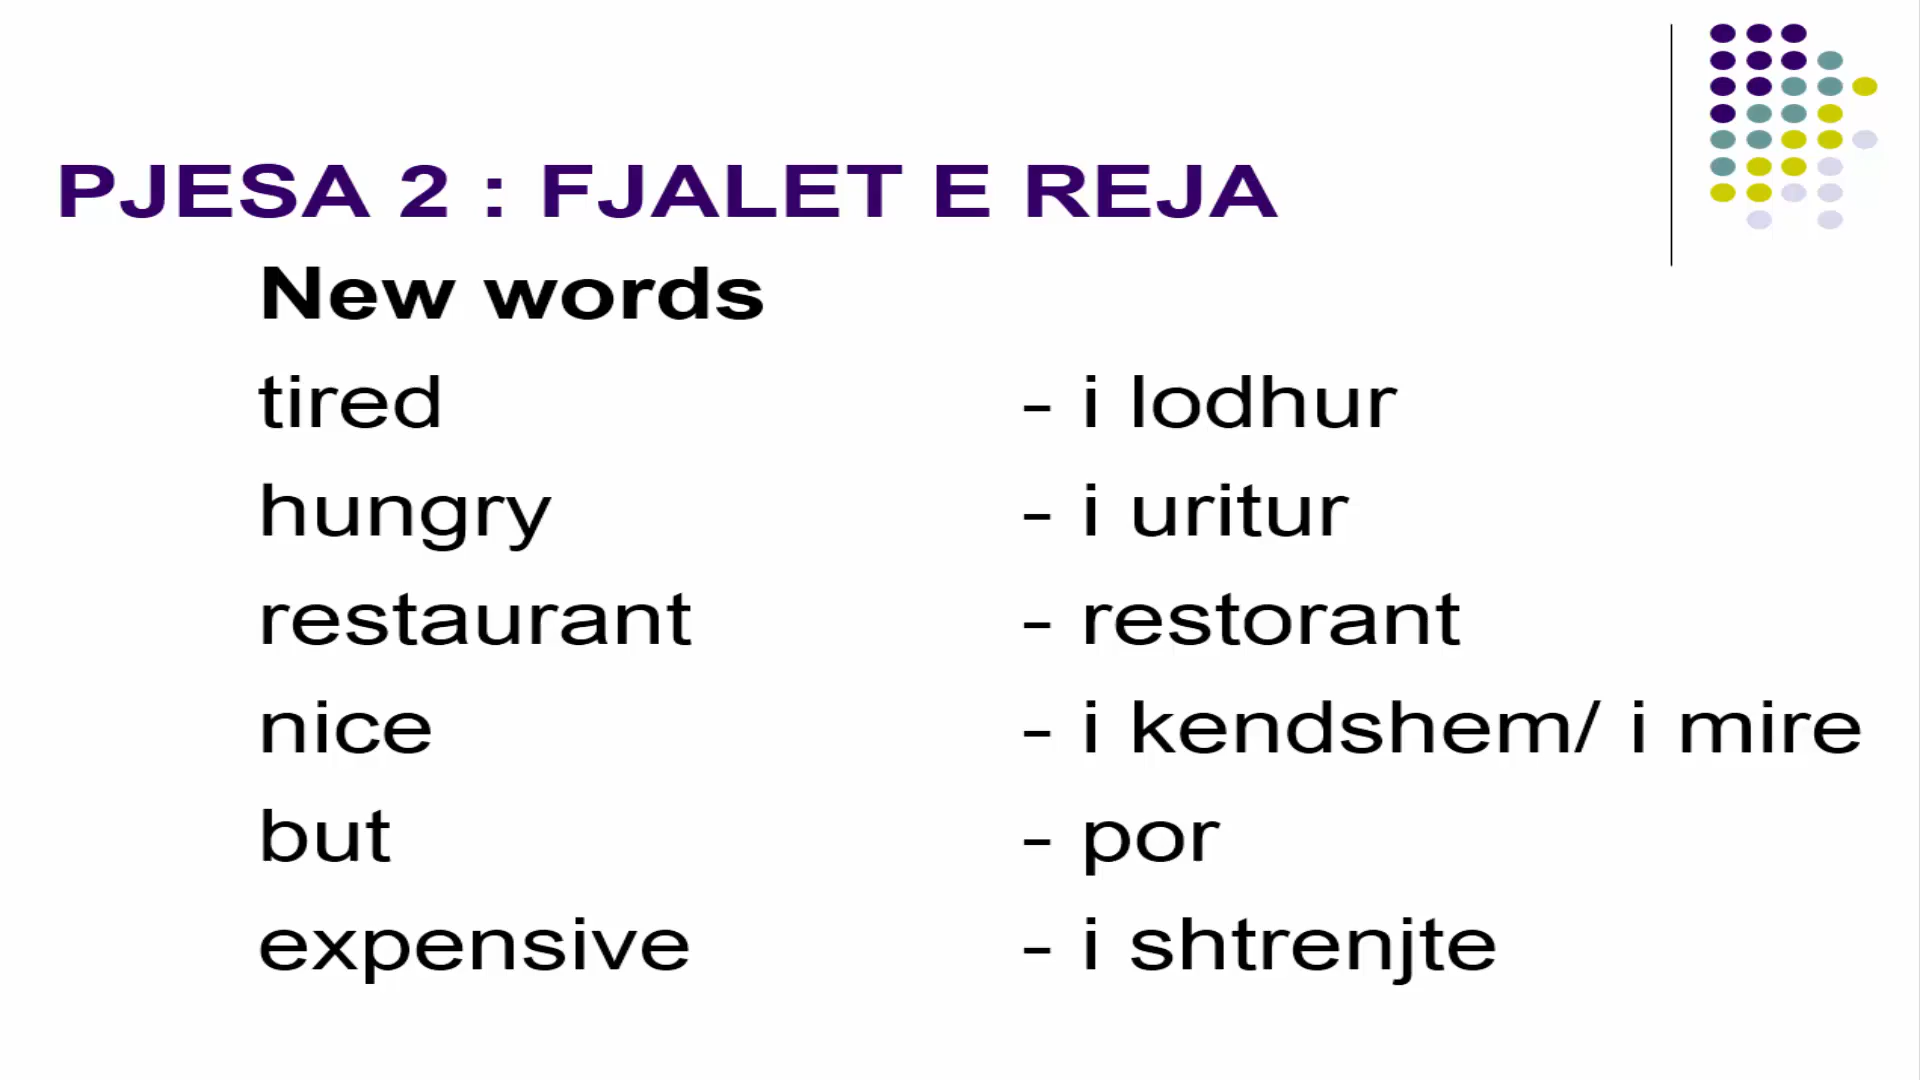 PJESA 2 : FJALET E REJA
New words
tired - i lodhur
hungry - i uritur
restaurant - restorant
nice - i kendshem/ i mire
but - por
expensive - i shtrenjte